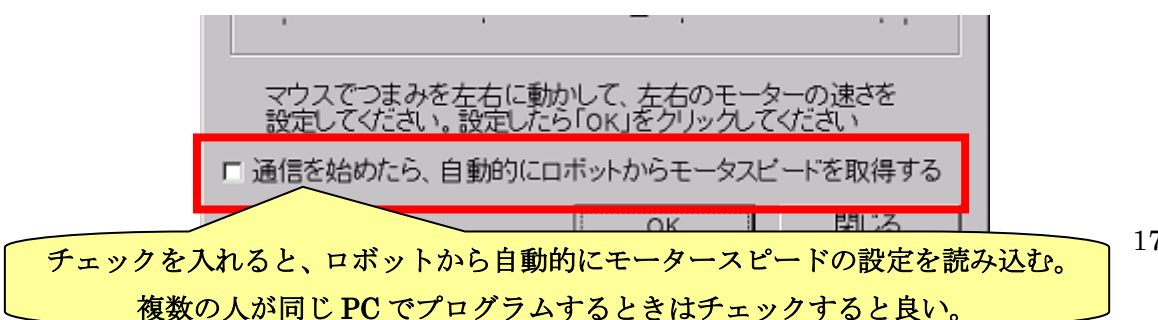 マウスでつまみを左右に動かして、左右のモーターの速さを
設定してください。設定したら「OK」をクリックしてください
通信を始めたら、自動的にロボットからモータスピードを取得する
OK 閉じる
チェックを入れると、ロボットから自動的にモータースピードの設定を読み込む。
17
複数の人が同じ PC でプログラムするときはチェックすると良い。